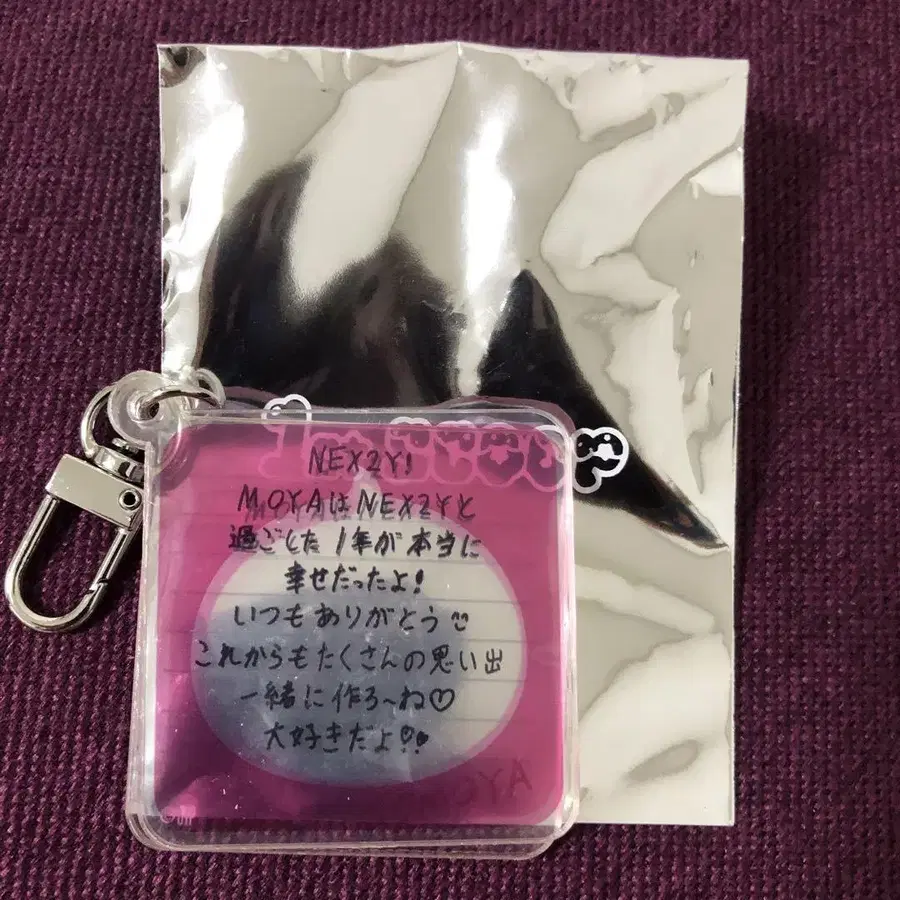 NEX2Y!
MOYAはNEX2Yと
過ごした1年が本当に
幸せだったよ!
いつもありがとう
これからもたくさんの思い出
一緒に作ろ〜ね♡
大好きだよ